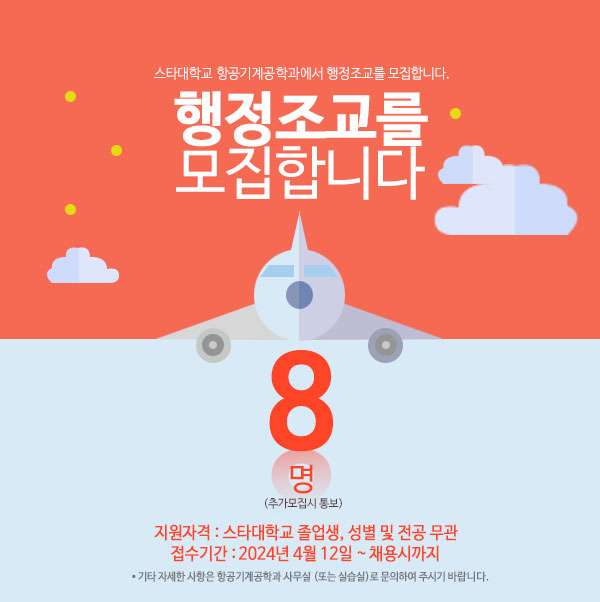 스타대학교 항공기계공학과에서 행정조교를 모집합니다.
행정조교를
모집합니다
8
명
(추가모집시 통보)
지원자격 : 스타대학교 졸업생, 성별 및 전공 무관
접수기간 : 2024년 4월 12일 ~ 채용시까지
• 기타 자세한 사항은 항공기계공학과 사무실 (또는 실습실)로 문의하여 주시기 바랍니다.